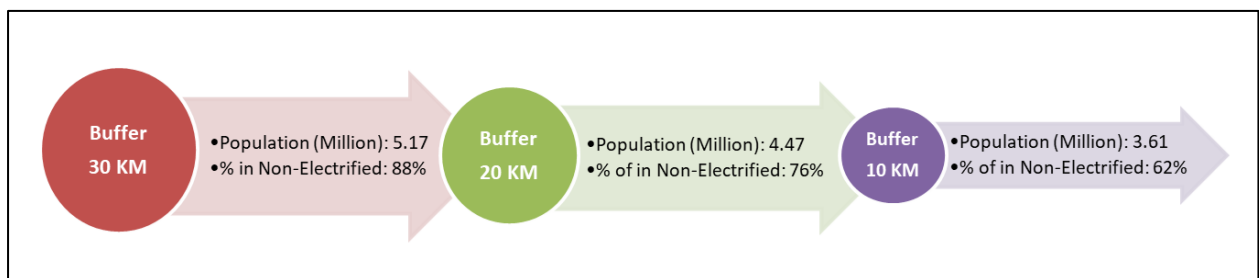 Buffer
30 KM
•Population (Million): 5.17
•% in Non-Electrified: 88%
Buffer
20 KM
•Population (Million): 4.47
•% of in Non-Electrified: 76%
Buffer
10 KM
•Population (Million): 3.61
•% of in Non-Electrified: 62%